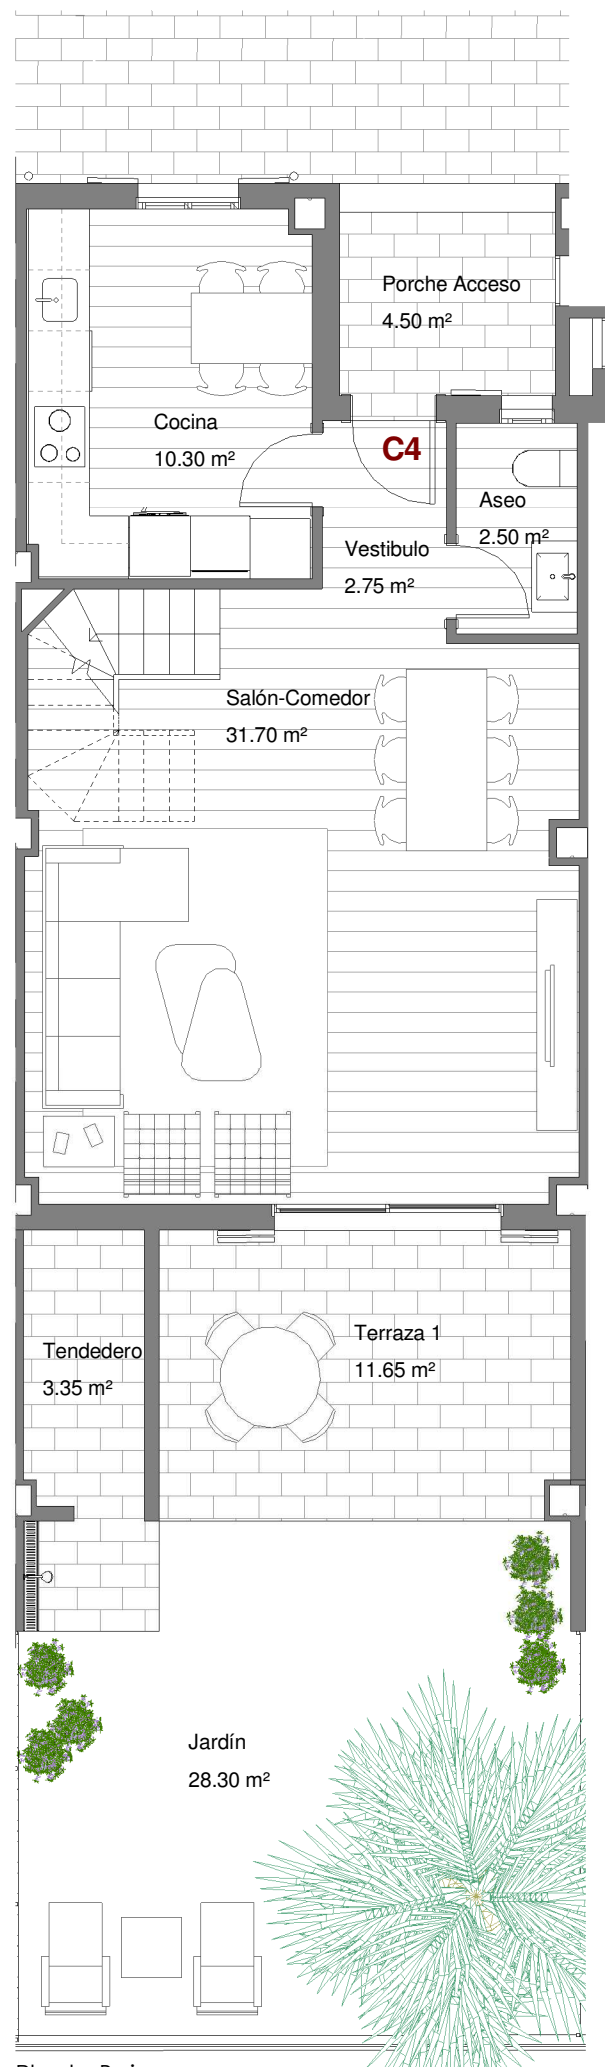 Porche Acceso
4.50 m²
Cocina
10.30 m²
C4
Aseo
2.50 m²
Vestibulo
2.75 m²
Salón-Comedor
31.70 m²
Terraza 1
11.65 m²
Tendedero
3.35 m²
Jardín
28.30 m²